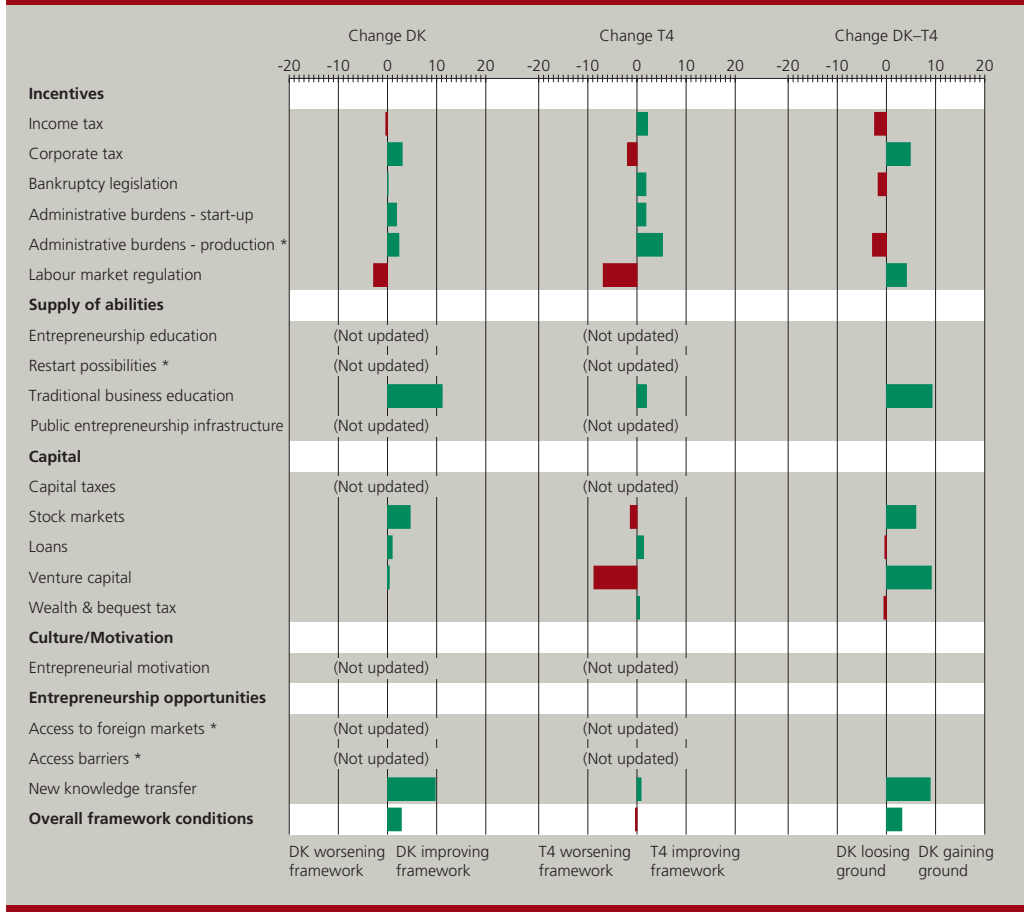 Change DK Change T4 Change DK–T4
-20 -10 0 10 20 -20 -10 0 10 20 -20 -10 0 10 20
Incentives
Income tax
Corporate tax
Bankruptcy legislation
Administrative burdens - start-up
Administrative burdens - production *
Labour market regulation
Supply of abilities
Entrepreneurship education (Not updated) (Not updated)
Restart possibilities * (Not updated) (Not updated)
Traditional business education
Public entrepreneurship infrastructure (Not updated) (Not updated)
Capital
Capital taxes (Not updated) (Not updated)
Stock markets
Loans
Venture capital
Wealth & bequest tax
Culture/Motivation
Entrepreneurial motivation (Not updated) (Not updated)
Entrepreneurship opportunities
Access to foreign markets * (Not updated) (Not updated)
Access barriers * (Not updated) (Not updated)
New knowledge transfer
Overall framework conditions
DK worsening DK improving T4 worsening T4 improving DK loosing DK gaining
framework framework framework framework ground ground